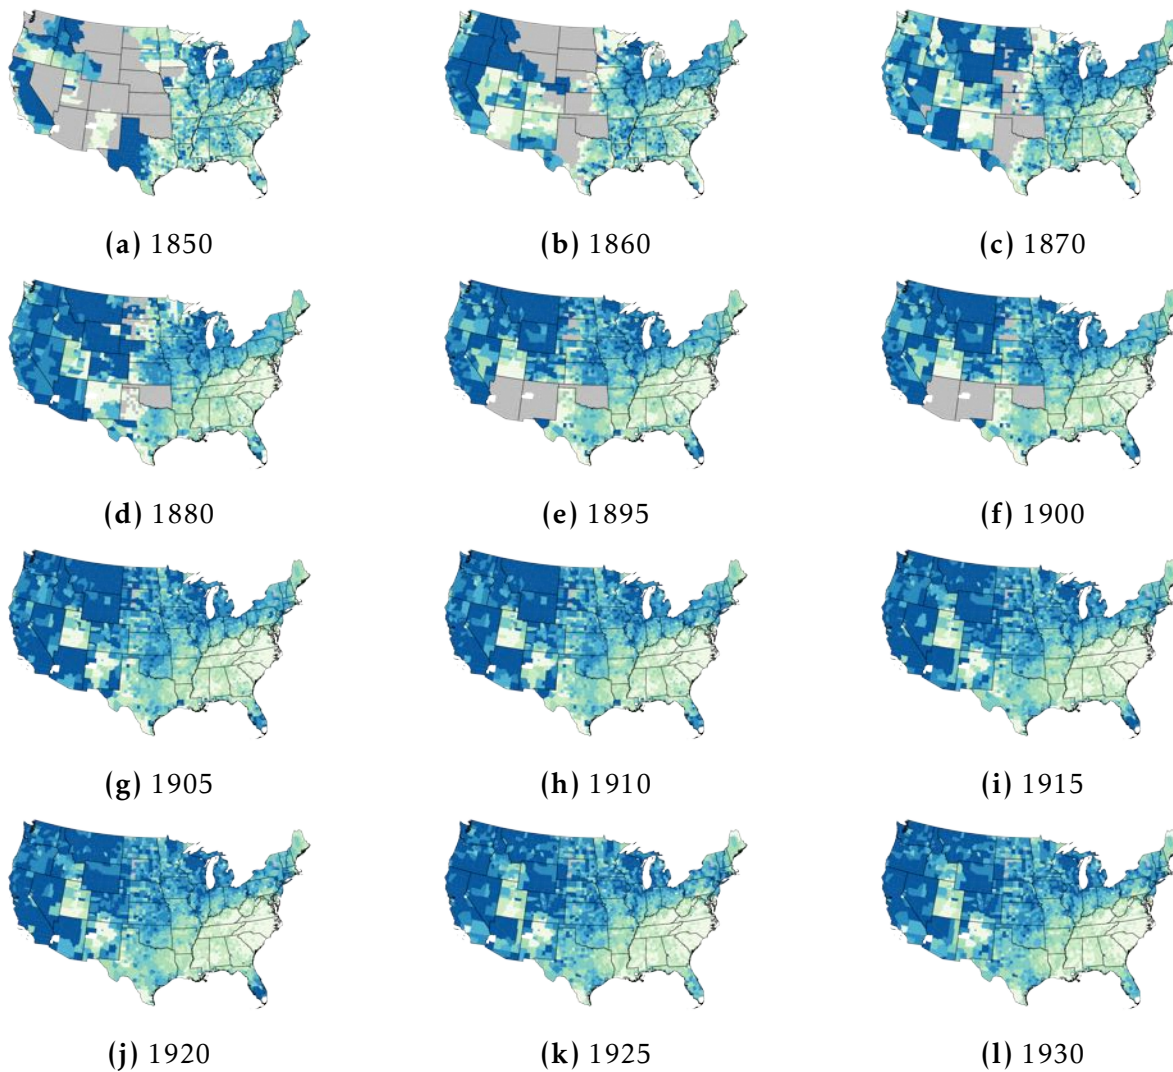 (a) 1850 (b) 1860 (c) 1870
(d) 1880 (e) 1895 (f) 1900
(g) 1905 (h) 1910 (i) 1915
(j) 1920 (k) 1925 (l) 1930